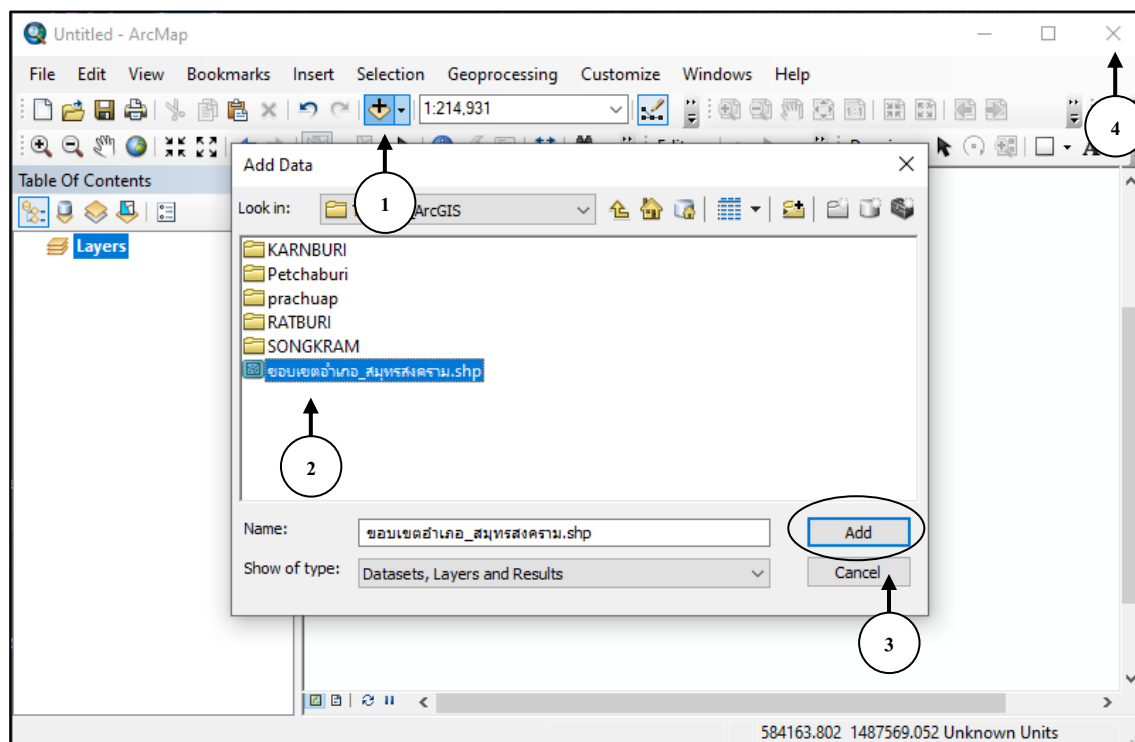 Untitled - ArcMap
File Edit View Bookmarks Insert Selection Geoprocessing Customize Windows Help
1:214,931
4
Table Of Contents
Add Data
Look in: ArcGIS
1
Layers
KARNBURI
Petchaburi
prachuap
RATBURI
SONGKRAM
ขอบเขตอำเภอ_สมุทรสงคราม.shp
2
Name: ขอบเขตอำเภอ_สมุทรสงคราม.shp Add
Show of type: Datasets, Layers and Results Cancel
3
584163.802 1487569.052 Unknown Units